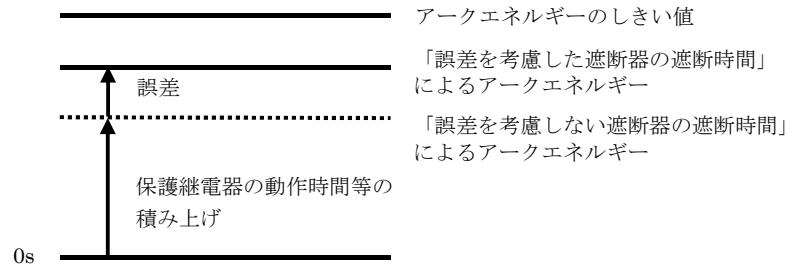 アークエネルギーのしきい値
「誤差を考慮した遮断器の遮断時間」
によるアークエネルギー
誤差
「誤差を考慮しない遮断器の遮断時間」
によるアークエネルギー
保護継電器の動作時間等の
積み上げ
0s